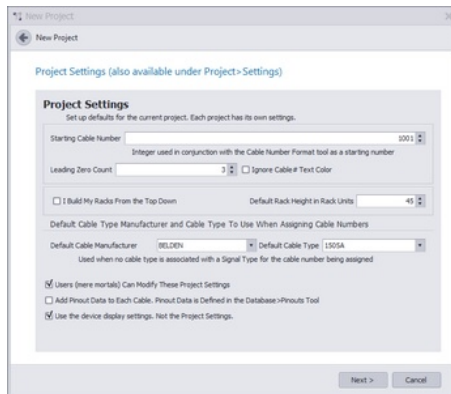 New Project
New Project
Project Settings (also available under Project>Settings)
Project Settings
Set up defaults for the current project. Each project has its own settings.
Starting Cable Number 1001
Integer used in conjunction with the Cable Number Format tool as a starting number
Leading Zero Count 3 Ignore Cable# Text Color
I Build My Racks From the Top Down Default Rack Height in Rack Units 45
Default Cable Type Manufacturer and Cable Type To Use When Assigning Cable Numbers
Default Cable Manufacturer BELDEN Default Cable Type 1505A
Used when no cable type is associated with a Signal Type for the cable number being assigned
Users (mere mortals) Can Modify These Project Settings
Add Pinout Data to Each Cable. Pinout Data is Defined in the Database>Pinouts Tool
Use the device display settings. Not the Project Settings.
Next > Cancel